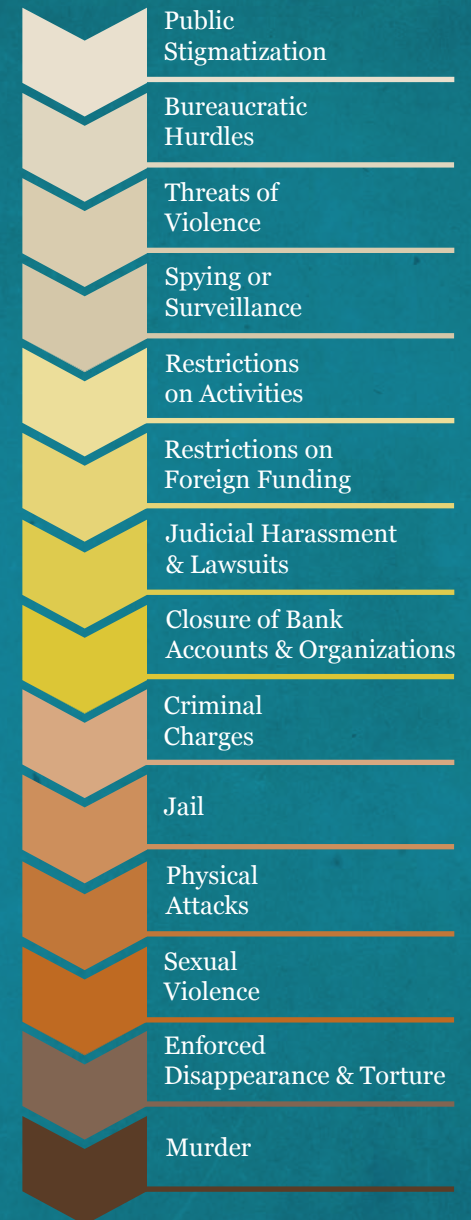 Public
Stigmatization
Bureaucratic
Hurdles
Threats of
Violence
Spying or
Surveillance
Restrictions
on Activities
Restrictions on
Foreign Funding
Judicial Harassment
& Lawsuits
Closure of Bank
Accounts & Organizations
Criminal
Charges
Jail
Physical
Attacks
Sexual
Violence
Enforced
Disappearance & Torture
Murder